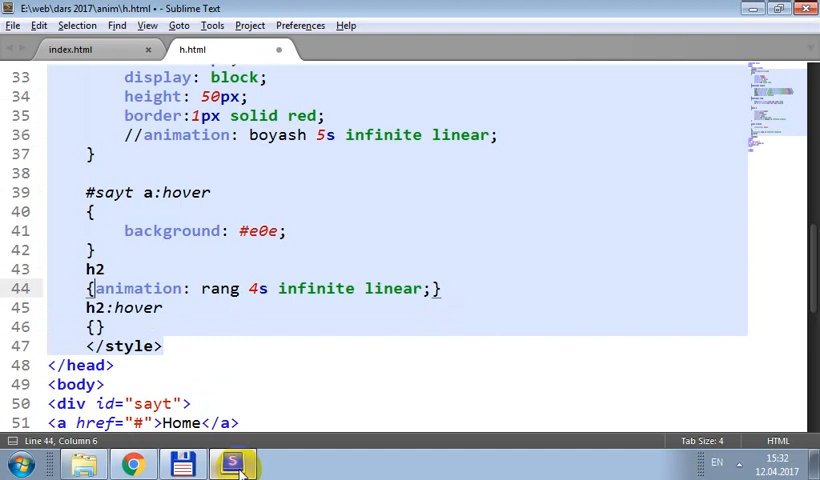 E:\web\dars 2017\anim\h.html • - Sublime Text
File Edit Selection Find View Goto Tools Project Preferences Help
index.html h.html
33 display: block;
34 height: 50px;
35 border:1px solid red;
36 //animation: boyash 5s infinite linear;
37 }
38
39 #sayt a:hover
40 {
41 background: #e0e;
42 }
43 h2
44 {animation: rang 4s infinite linear;}
45 h2:hover
46 {}
47 </style>
48 </head>
49 <body>
50 <div id="sayt">
51 <a href="#">Home</a>
Line 44, Column 6 Tab Size: 4 HTML
EN 15:32
12.04.2017